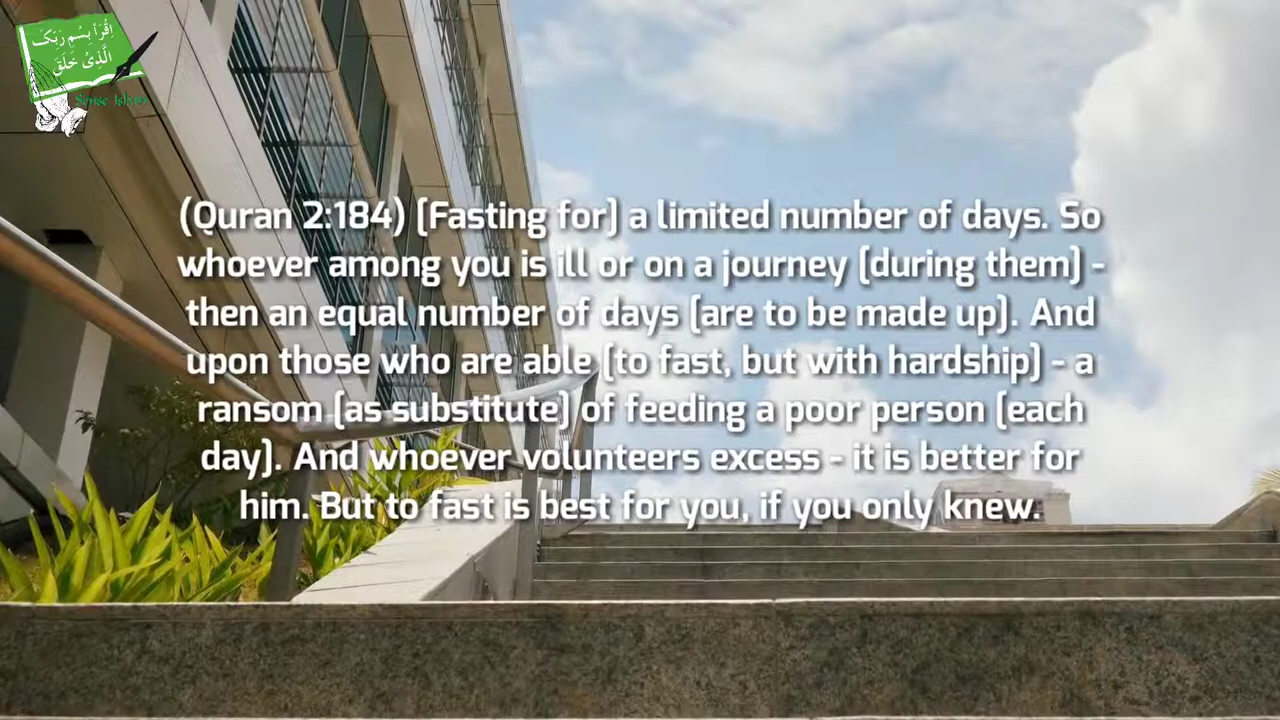 اِقْرَأْ بِسْمِ رَبِّكَ
الَّذِیْ خَلَقَ
Sense Islam
(Quran 2:184) [Fasting for] a limited number of days. So
whoever among you is ill or on a journey [during them] -
then an equal number of days [are to be made up]. And
upon those who are able [to fast, but with hardship] - a
ransom [as substitute] of feeding a poor person [each
day]. And whoever volunteers excess - it is better for
him. But to fast is best for you, if you only knew.